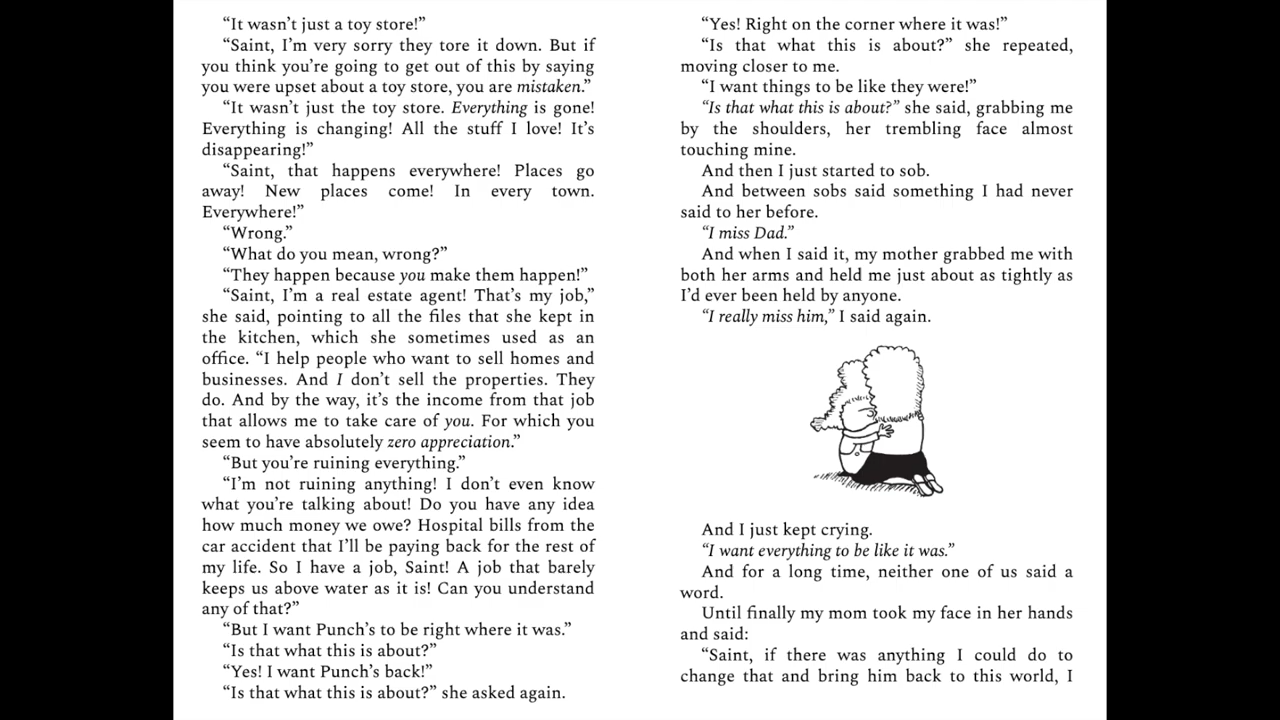 “It wasn’t just a toy store!”
“Saint, I’m very sorry they tore it down. But if
you think you’re going to get out of this by saying
you were upset about a toy store, you are mistaken.”
“It wasn’t just the toy store. Everything is gone!
Everything is changing! All the stuff I love! It’s
disappearing!”
“Saint, that happens everywhere! Places go
away! New places come! In every town.
Everywhere!”
“Wrong.”
“What do you mean, wrong?”
“They happen because you make them happen!”
“Saint, I’m a real estate agent! That’s my job,”
she said, pointing to all the files that she kept in
the kitchen, which she sometimes used as an
office. “I help people who want to sell homes and
businesses. And I don’t sell the properties. They
do. And by the way, it’s the income from that job
that allows me to take care of you. For which you
seem to have absolutely zero appreciation.”
“But you’re ruining everything.”
“I’m not ruining anything! I don’t even know
what you’re talking about! Do you have any idea
how much money we owe? Hospital bills from the
car accident that I’ll be paying back for the rest of
my life. So I have a job, Saint! A job that barely
keeps us above water as it is! Can you understand
any of that?”
“But I want Punch’s to be right where it was.”
“Is that what this is about?”
“Yes! I want Punch’s back!”
“Is that what this is about?” she asked again.
“Yes! Right on the corner where it was!”
“Is that what this is about?” she repeated,
moving closer to me.
“I want things to be like they were!”
“Is that what this is about?” she said, grabbing me
by the shoulders, her trembling face almost
touching mine.
And then I just started to sob.
And between sobs said something I had never
said to her before.
“I miss Dad.”
And when I said it, my mother grabbed me with
both her arms and held me just about as tightly as
I’d ever been held by anyone.
“I really miss him,” I said again.
And I just kept crying.
“I want everything to be like it was.”
And for a long time, neither one of us said a
word.
Until finally my mom took my face in her hands
and said:
“Saint, if there was anything I could do to
change that and bring him back to this world, I